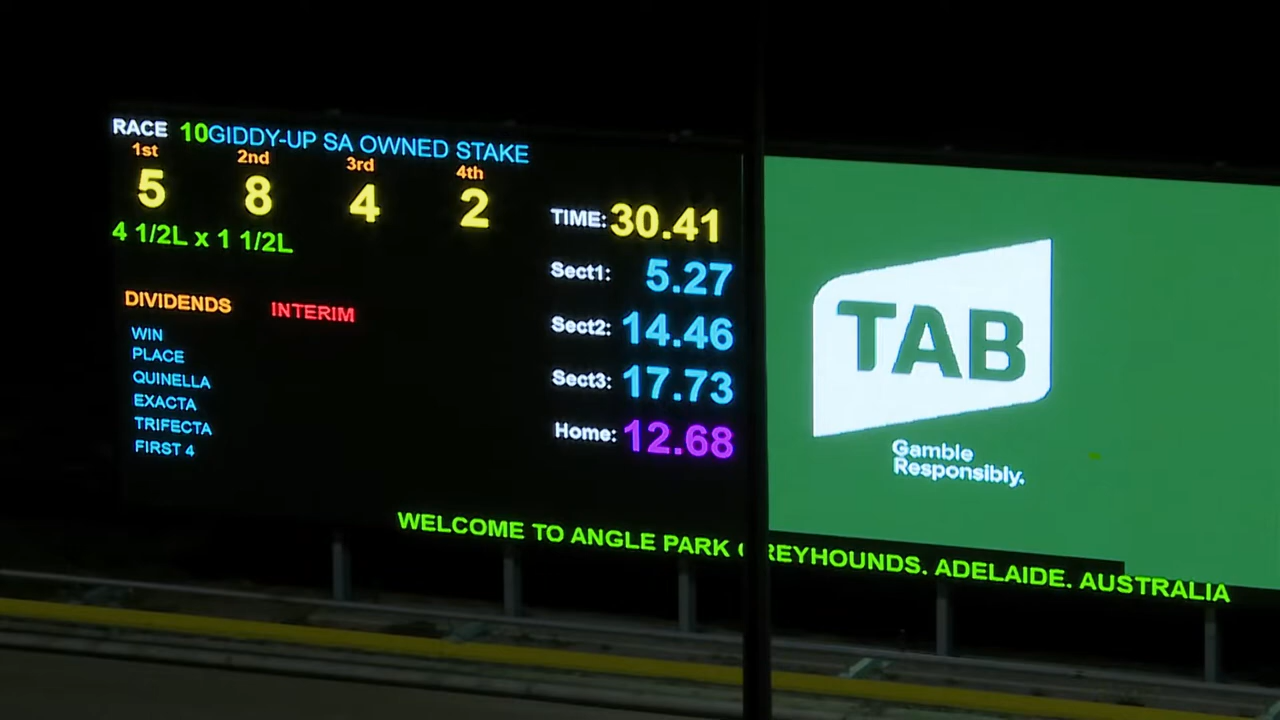 RACE 10GIDDY-UP SA OWNED STAKE
1st 2nd 3rd 4th
5 8 4 2
4 1/2L x 1 1/2L
TIME: 30.41
Sect1: 5.27
Sect2: 14.46
Sect3: 17.73
Home: 12.68
DIVIDENDS INTERIM
WIN
PLACE
QUINELLA
EXACTA
TRIFECTA
FIRST 4
TAB
Gamble
Responsibly.
WELCOME TO ANGLE PARK GREYHOUNDS. ADELAIDE. AUSTRALIA